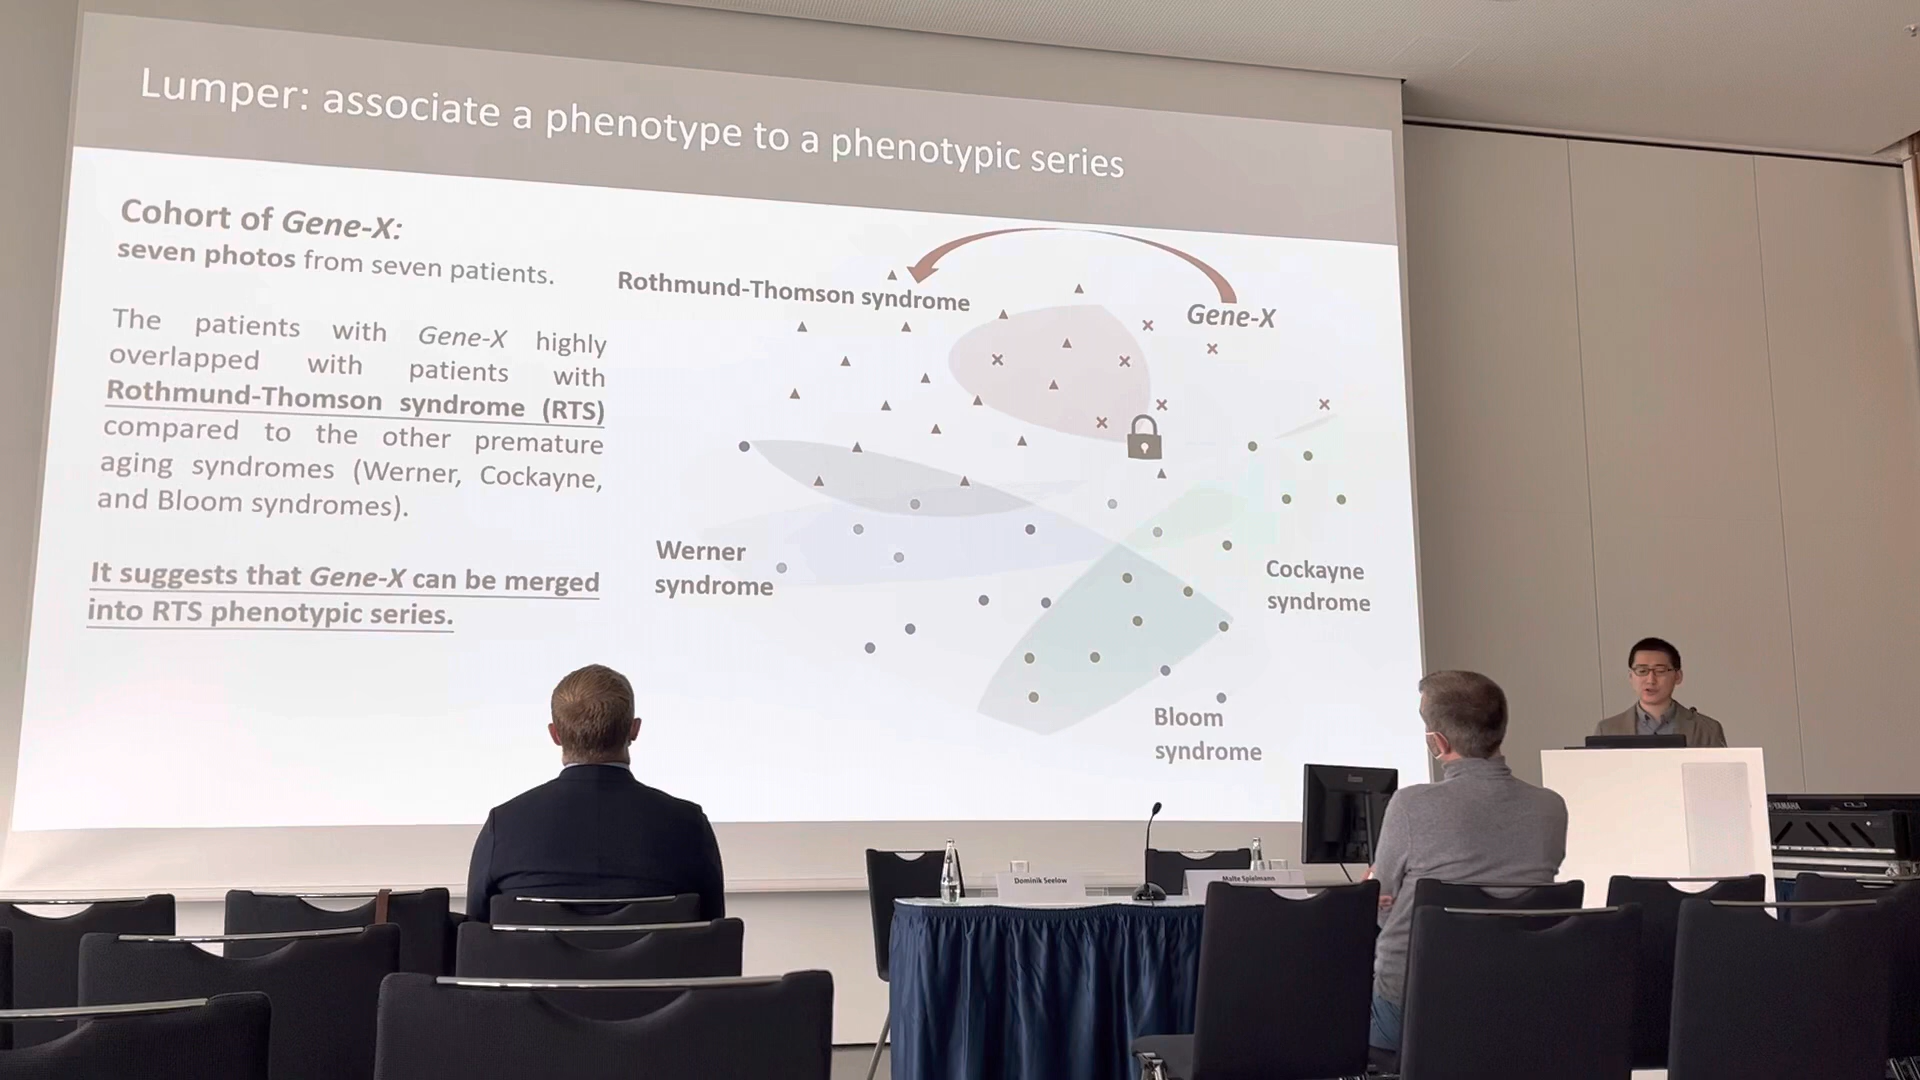 Lumper: associate a phenotype to a phenotypic series
Cohort of Gene-X:
seven photos from seven patients.
The patients with Gene-X highly
overlapped with patients with
Rothmund-Thomson syndrome (RTS)
compared to the other premature
aging syndromes (Werner, Cockayne,
and Bloom syndromes).
It suggests that Gene-X can be merged
into RTS phenotypic series.
Rothmund-Thomson syndrome
Gene-X
Werner
syndrome
Cockayne
syndrome
Bloom
syndrome
Dominik Seelow
Malte Spielmann
YAMAHA